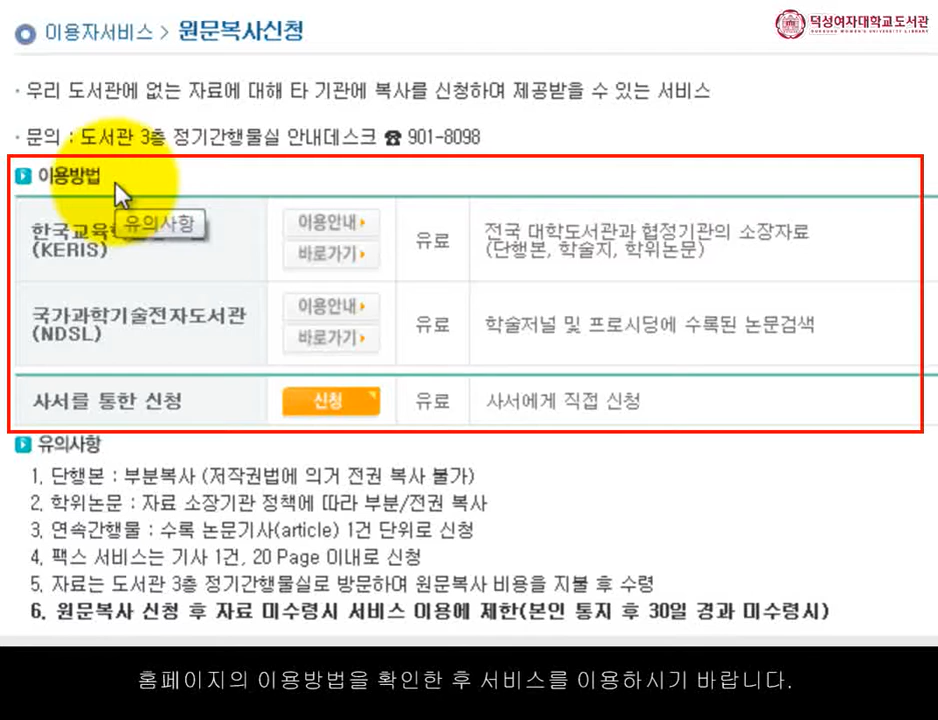 이용자서비스 > 원문복사신청
덕성여자대학교도서관
DUKSUNG WOMEN'S UNIVERSITY LIBRARY
· 우리 도서관에 없는 자료에 대해 타 기관에 복사를 신청하여 제공받을 수 있는 서비스
· 문의 : 도서관 3층 정기간행물실 안내데스크 ☎ 901-8098
이용방법
유의사항
한국교육
(KERIS)
이용안내
바로가기
유료
전국 대학도서관과 협정기관의 소장자료
(단행본, 학술지, 학위논문)
국가과학기술전자도서관
(NDSL)
이용안내
바로가기
유료
학술저널 및 프로시딩에 수록된 논문검색
사서를 통한 신청
신청
유료
사서에게 직접 신청
유의사항
1. 단행본 : 부분복사 (저작권법에 의거 전권 복사 불가)
2. 학위논문 : 자료 소장기관 정책에 따라 부분/전권 복사
3. 연속간행물 : 수록 논문기사(article) 1건 단위로 신청
4. 팩스 서비스는 기사 1건, 20 Page 이내로 신청
5. 자료는 도서관 3층 정기간행물실로 방문하여 원문복사 비용을 지불 후 수령
6. 원문복사 신청 후 자료 미수령시 서비스 이용에 제한(본인 통지 후 30일 경과 미수령시)
홈페이지의 이용방법을 확인한 후 서비스를 이용하시기 바랍니다.